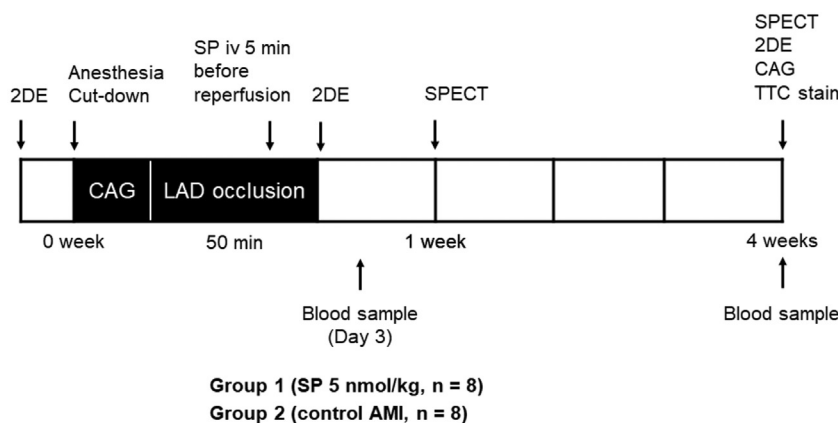 2DE
Anesthesia
Cut-down
SP iv 5 min
before
reperfusion
2DE
SPECT
SPECT
2DE
CAG
TTC stain
CAG
LAD occlusion
0 week
50 min
1 week
4 weeks
Blood sample
(Day 3)
Blood sample
Group 1 (SP 5 nmol/kg, n = 8)
Group 2 (control AMI, n = 8)